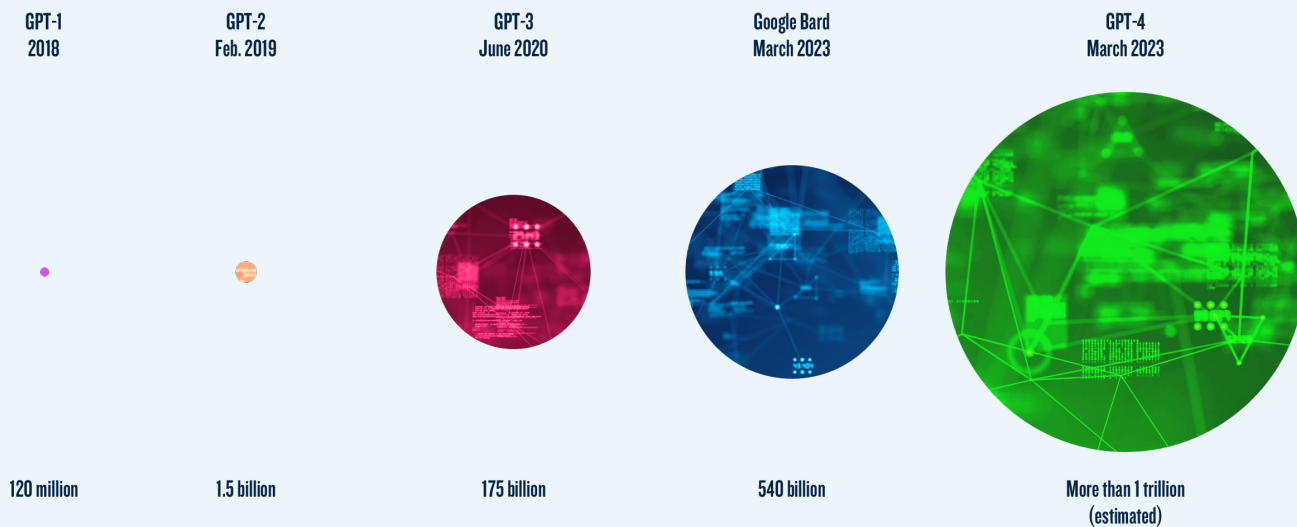 GPT-1
2018
GPT-2
Feb. 2019
GPT-3
June 2020
Google Bard
March 2023
GPT-4
March 2023
120 million
1.5 billion
175 billion
540 billion
More than 1 trillion
(estimated)